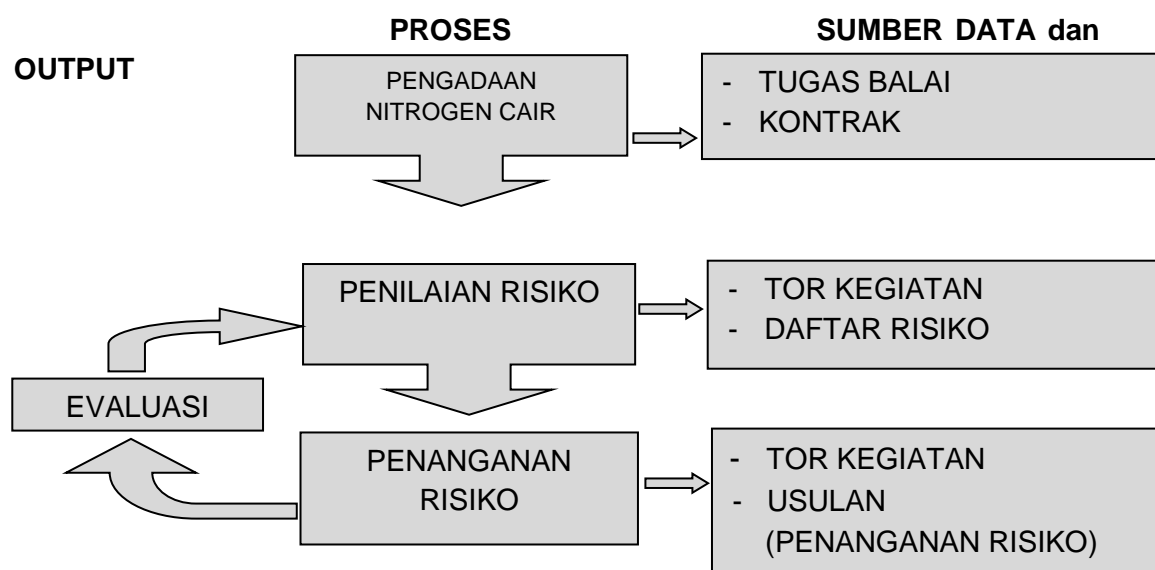 PROSES
SUMBER DATA dan
OUTPUT
PENGADAAN
NITROGEN CAIR
- TUGAS BALAI
- KONTRAK
PENILAIAN RISIKO
- TOR KEGIATAN
- DAFTAR RISIKO
EVALUASI
PENANGANAN
RISIKO
- TOR KEGIATAN
- USULAN
(PENANGANAN RISIKO)